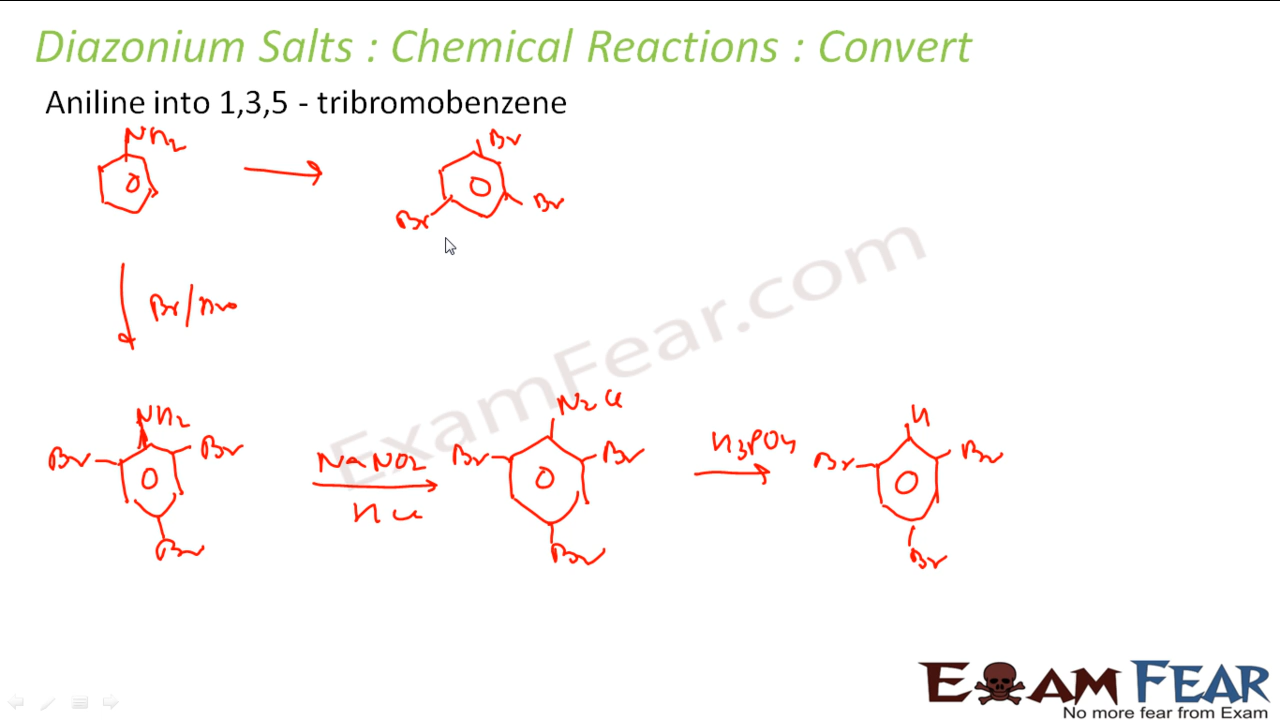 Diazonium Salts : Chemical Reactions : Convert
Aniline into 1,3,5 - tribromobenzene
NH2
Br
Br
Br
Br/
NH2
Br
Br
Br
NaNO2
HCl
N2Cl
Br
Br
Br
H3PO4
H
Br
Br
Br
ExamFear.com
EXAM FEAR
No more fear from Exam